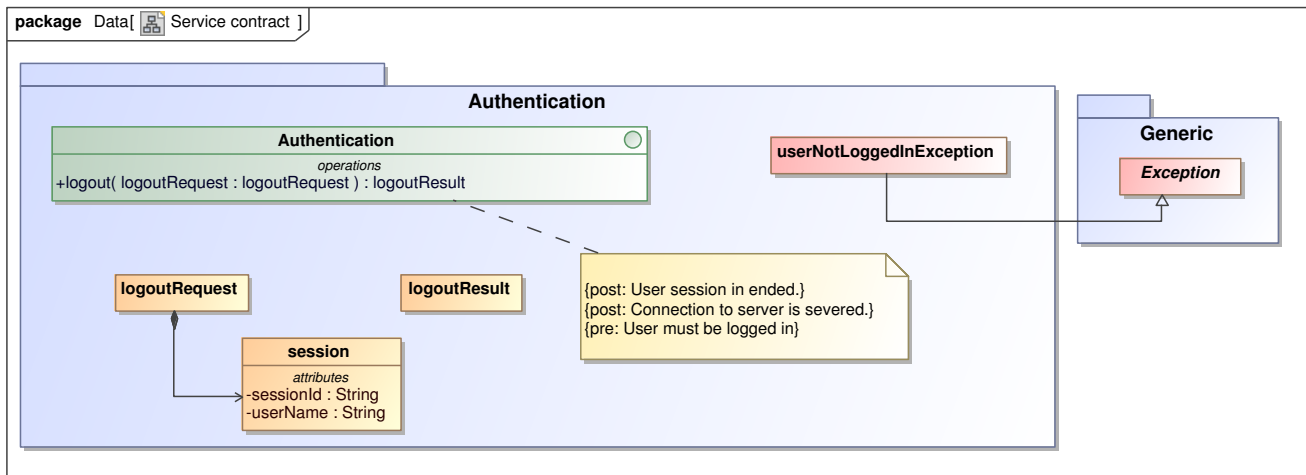 package Data[ Service contract ]
Authentication
Authentication
operations
+logout( logoutRequest : logoutRequest ) : logoutResult
userNotLoggedInException
Generic
Exception
logoutRequest
logoutResult
{post: User session in ended.}
{post: Connection to server is severed.}
{pre: User must be logged in}
session
attributes
-sessionId : String
-userName : String